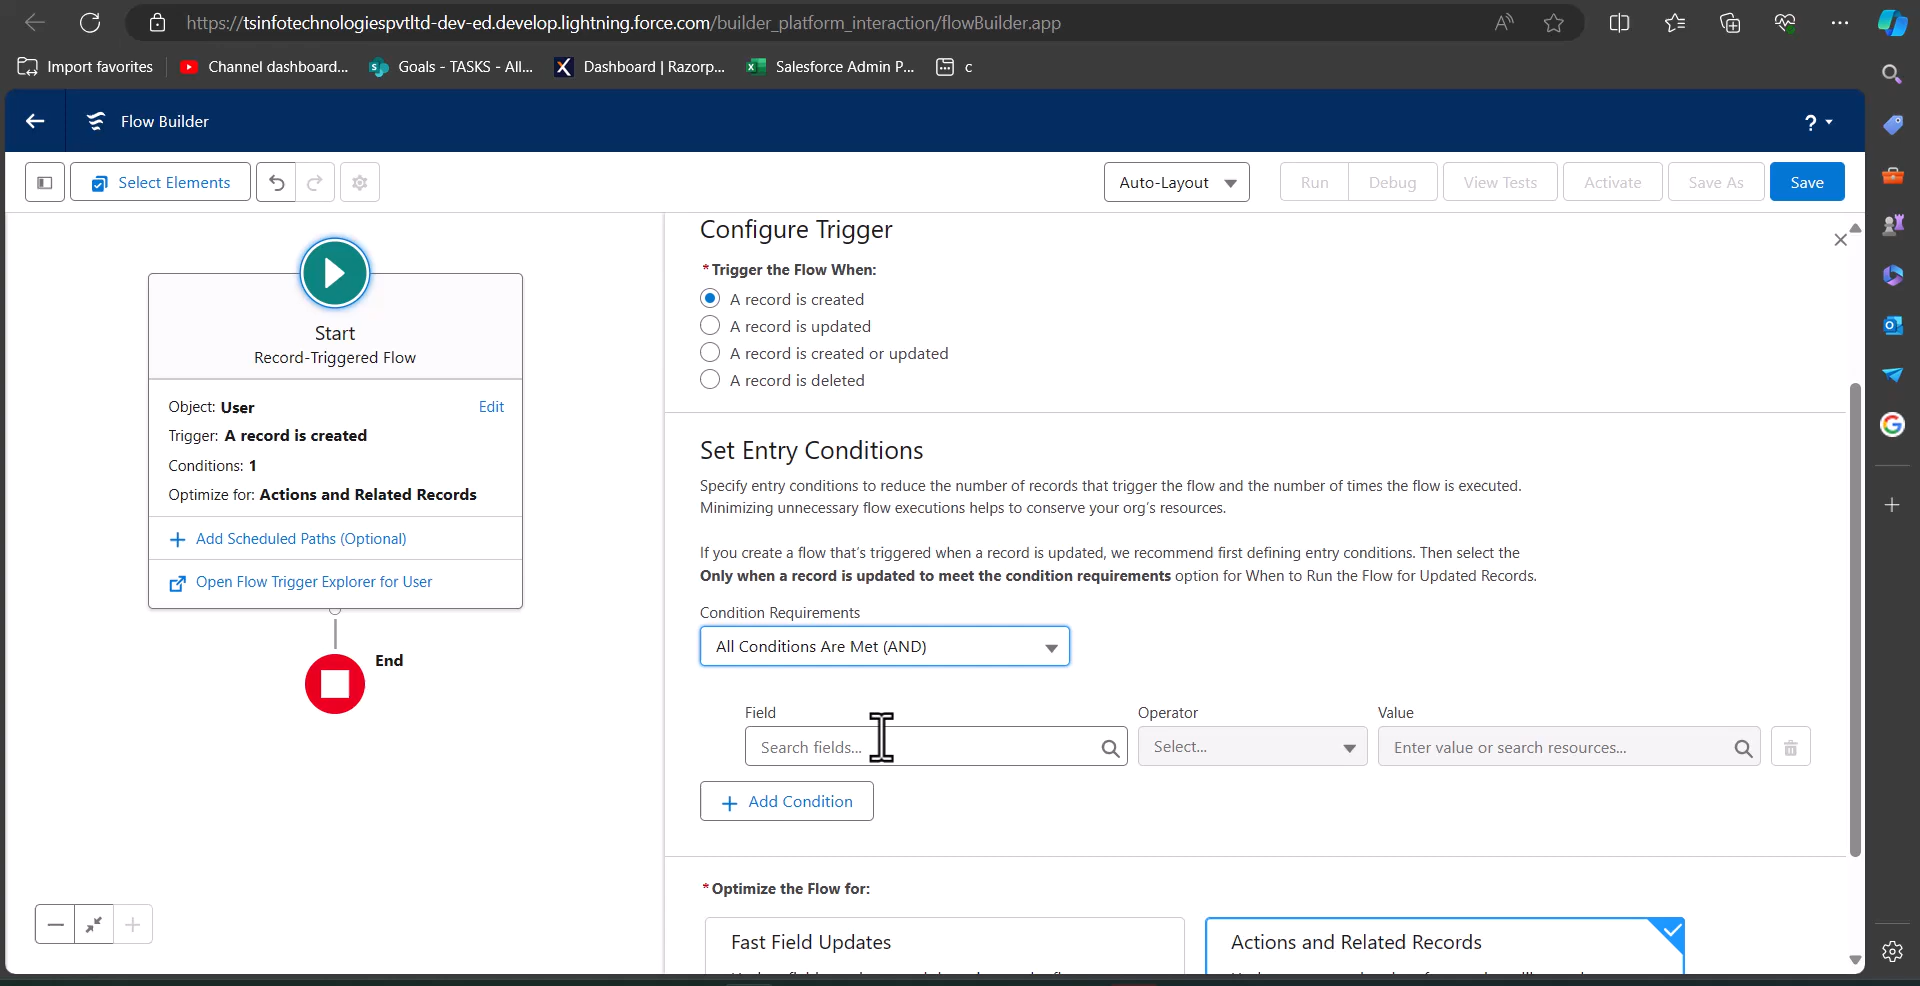 https://tsinfotechnologiespvtltd-dev-ed.develop.lightning.force.com/builder_platform_interaction/flowBuilder.app
Import favorites
Channel dashboard...
Goals - TASKS - All...
Dashboard | Razorp...
Salesforce Admin P...
c
Flow Builder
?
Select Elements
Auto-Layout
Run
Debug
View Tests
Activate
Save As
Save
Start
Record-Triggered Flow
Object: User
Edit
Trigger: A record is created
Conditions: 1
Optimize for: Actions and Related Records
Add Scheduled Paths (Optional)
Open Flow Trigger Explorer for User
End
Configure Trigger
*Trigger the Flow When:
A record is created
A record is updated
A record is created or updated
A record is deleted
Set Entry Conditions
Specify entry conditions to reduce the number of records that trigger the flow and the number of times the flow is executed.
Minimizing unnecessary flow executions helps to conserve your org's resources.
If you create a flow that's triggered when a record is updated, we recommend first defining entry conditions. Then select the
Only when a record is updated to meet the condition requirements option for When to Run the Flow for Updated Records.
Condition Requirements
All Conditions Are Met (AND)
Field
Operator
Value
Search fields...
Select...
Enter value or search resources...
Add Condition
*Optimize the Flow for:
Fast Field Updates
Actions and Related Records